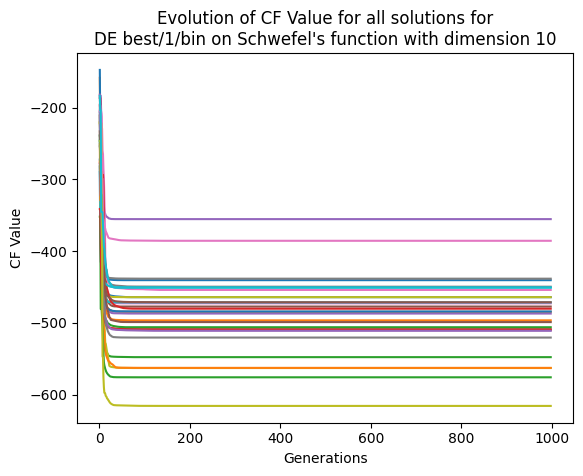 Evolution of CF Value for all solutions for
DE best/1/bin on Schwefel's function with dimension 10
CF Value
−200
−300
−400
−500
−600
0 200 400 600 800 1000
Generations